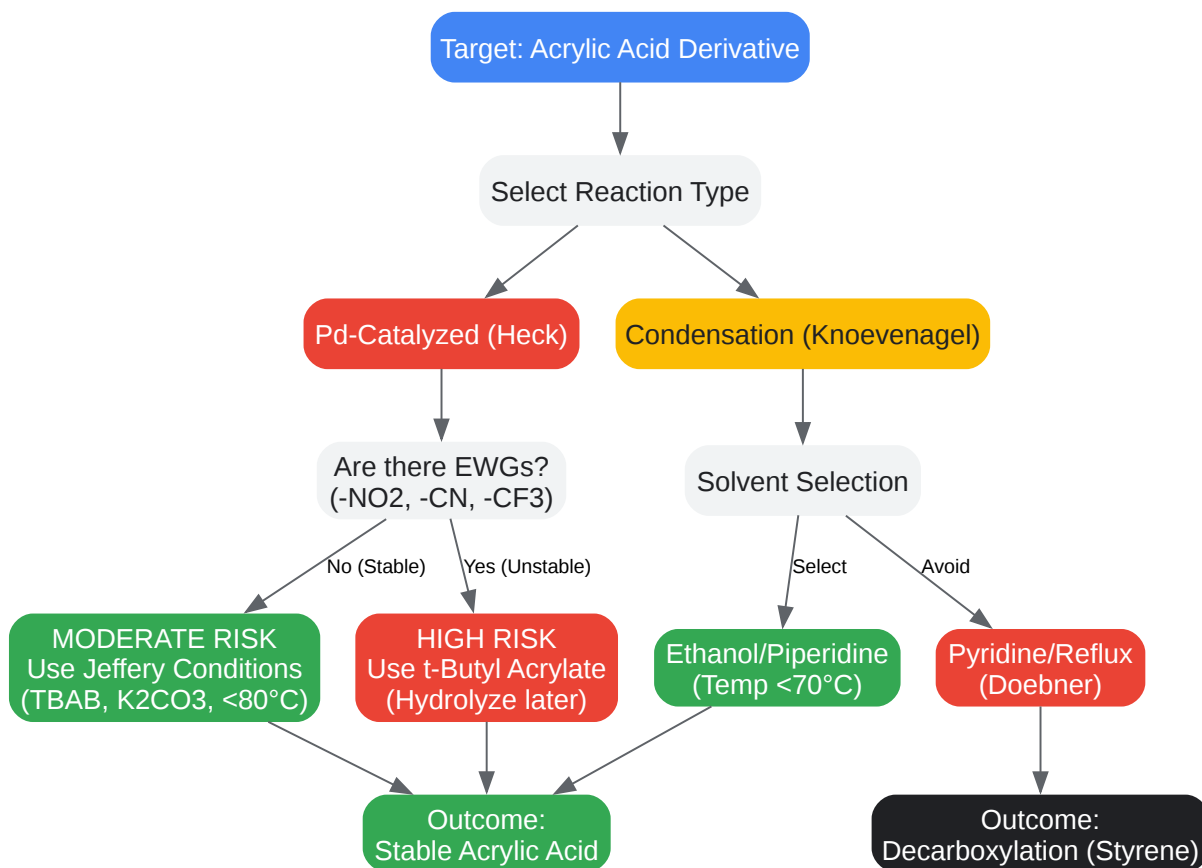 Target: Acrylic Acid Derivative
Select Reaction Type
Pd-Catalyzed (Heck)
Condensation (Knoevenagel)
Are there EWGs?
(-NO2, -CN, -CF3)
Solvent Selection
No (Stable)
Yes (Unstable)
Select
Avoid
MODERATE RISK
Use Jeffery Conditions
(TBAB, K2CO3, <80°C)
HIGH RISK
Use t-Butyl Acrylate
(Hydrolyze later)
Ethanol/Piperidine
(Temp <70°C)
Pyridine/Reflux
(Doebner)
Outcome:
Stable Acrylic Acid
Outcome:
Decarboxylation (Styrene)